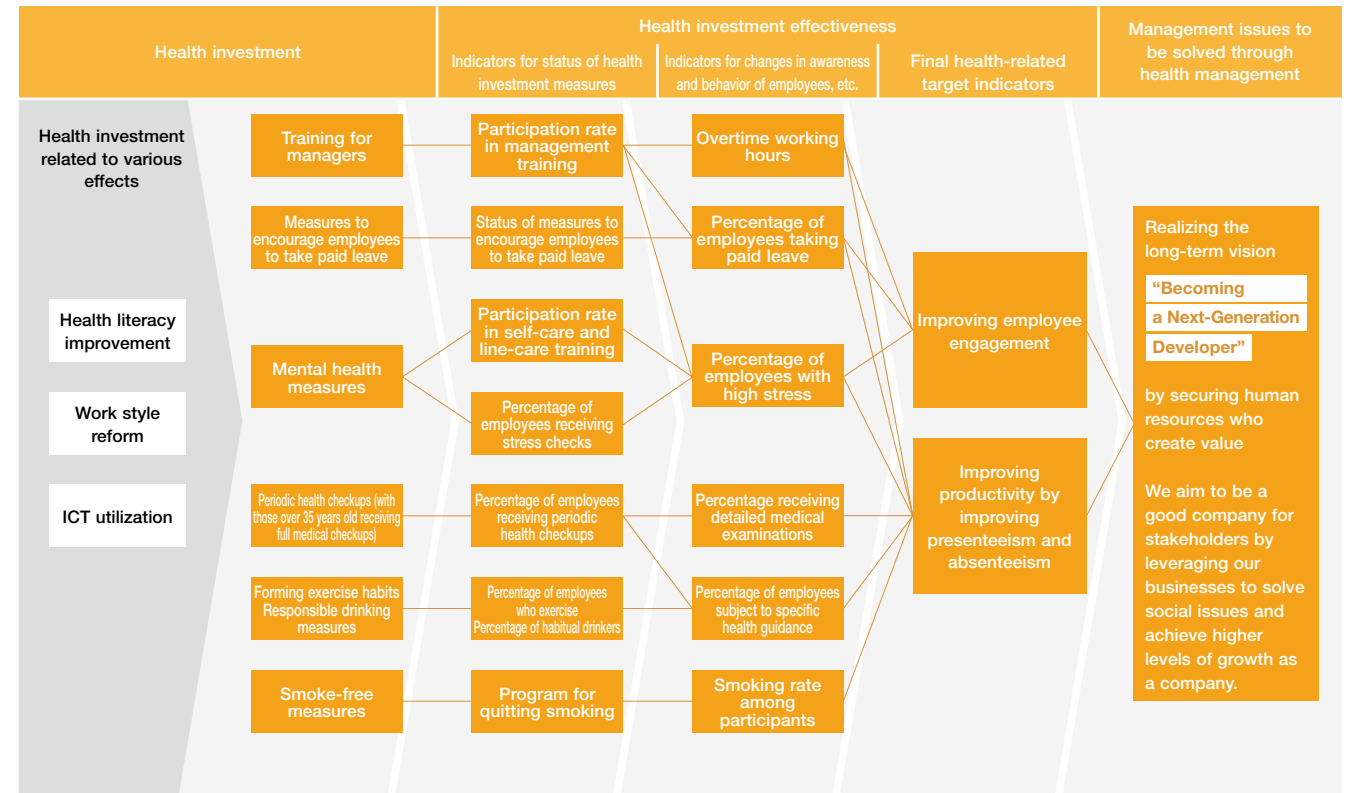 Health investment
Health investment effectiveness
Indicators for status of health
investment measures
Indicators for changes in awareness
and behavior of employees, etc.
Final health-related
target indicators
Management issues to
be solved through
health management
Health investment
related to various
effects
Health literacy
improvement
Work style
reform
ICT utilization
Training for
managers
Measures to
encourage employees
to take paid leave
Mental health
measures
Periodic health checkups (with
those over 35 years old receiving
full medical checkups)
Forming exercise habits
Responsible drinking
measures
Smoke-free
measures
Participation rate
in management
training
Status of measures to
encourage employees
to take paid leave
Participation rate
in self-care and
line-care training
Percentage of
employees receiving
stress checks
Percentage of employees
receiving periodic
health checkups
Percentage of employees
who exercise
Percentage of habitual drinkers
Program for
quitting smoking
Overtime working
hours
Percentage of
employees taking
paid leave
Percentage of
employees with
high stress
Percentage receiving
detailed medical
examinations
Percentage of employees
subject to specific
health guidance
Smoking rate
among
participants
Improving employee
engagement
Improving
productivity by
improving
presenteeism and
absenteeism
Realizing the
long-term vision
“Becoming
a Next-Generation
Developer”
by securing human
resources who
create value
We aim to be a
good company for
stakeholders by
leveraging our
businesses to solve
social issues and
achieve higher
levels of growth as
a company.